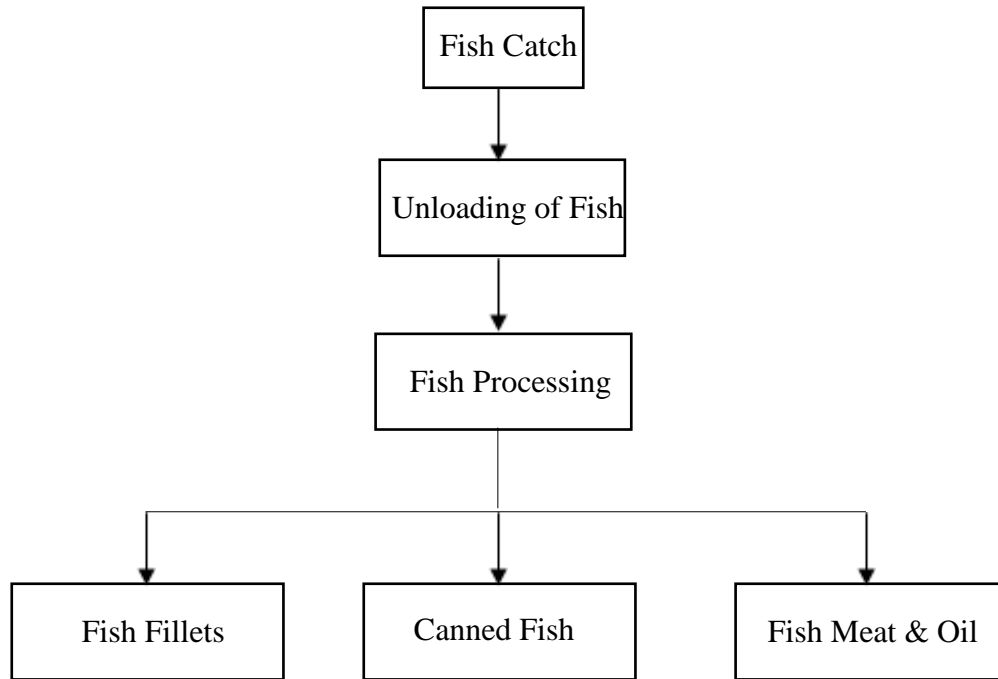 Fish Catch
Unloading of Fish
Fish Processing
Fish Fillets
Canned Fish
Fish Meat & Oil